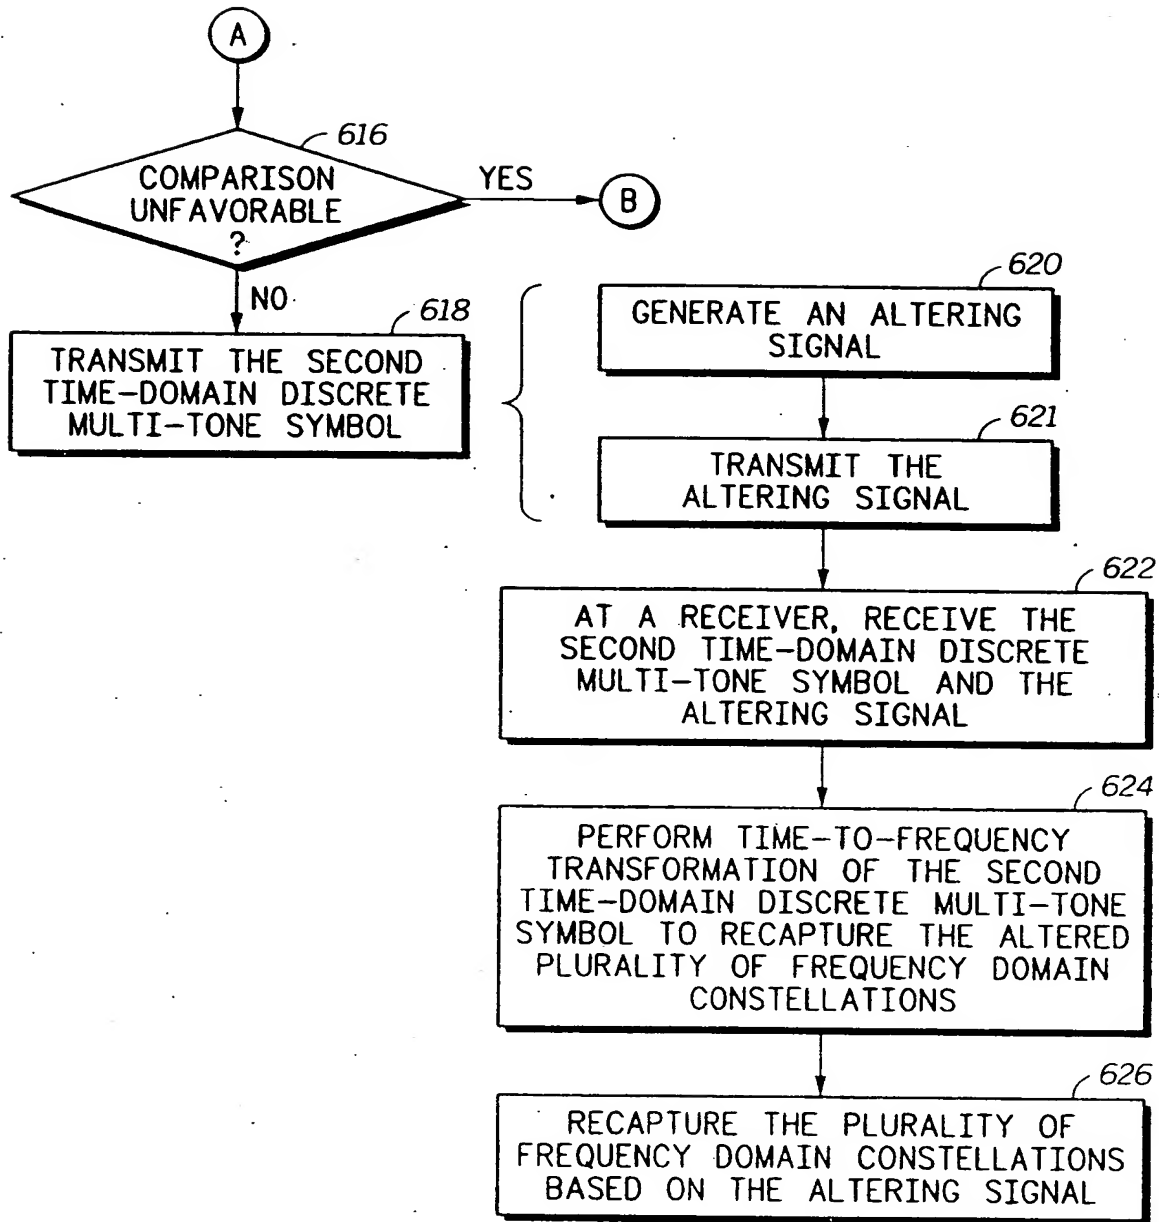 A
616
COMPARISON
UNFAVORABLE
?
YES
B
NO
618
TRANSMIT THE SECOND
TIME-DOMAIN DISCRETE
MULTI-TONE SYMBOL
620
GENERATE AN ALTERING
SIGNAL
621
TRANSMIT THE
ALTERING SIGNAL
622
AT A RECEIVER, RECEIVE THE
SECOND TIME-DOMAIN DISCRETE
MULTI-TONE SYMBOL AND THE
ALTERING SIGNAL
624
PERFORM TIME-TO-FREQUENCY
TRANSFORMATION OF THE SECOND
TIME-DOMAIN DISCRETE MULTI-TONE
SYMBOL TO RECAPTURE THE ALTERED
PLURALITY OF FREQUENCY DOMAIN
CONSTELLATIONS
626
RECAPTURE THE PLURALITY OF
FREQUENCY DOMAIN CONSTELLATIONS
BASED ON THE ALTERING SIGNAL